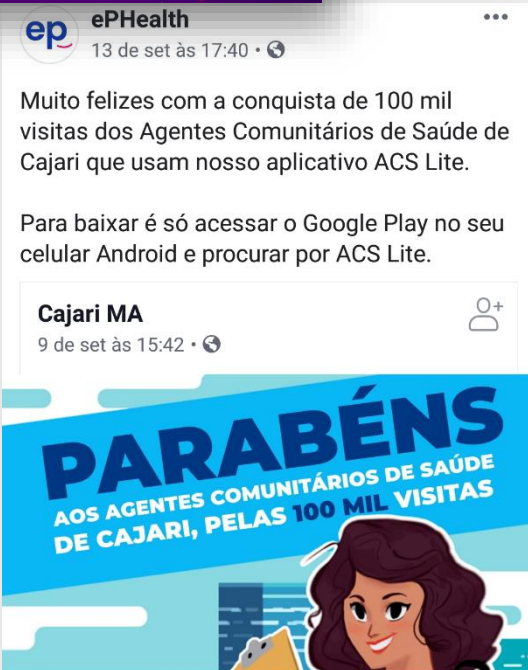 ep
ePHealth
13 de set às 17:40 •
Muito felizes com a conquista de 100 mil
visitas dos Agentes Comunitários de Saúde de
Cajari que usam nosso aplicativo ACS Lite.
Para baixar é só acessar o Google Play no seu
celular Android e procurar por ACS Lite.
Cajari MA
9 de set às 15:42 •
PARABÉNS
AOS AGENTES COMUNITÁRIOS DE SAÚDE
DE CAJARI, PELAS 100 MIL VISITAS